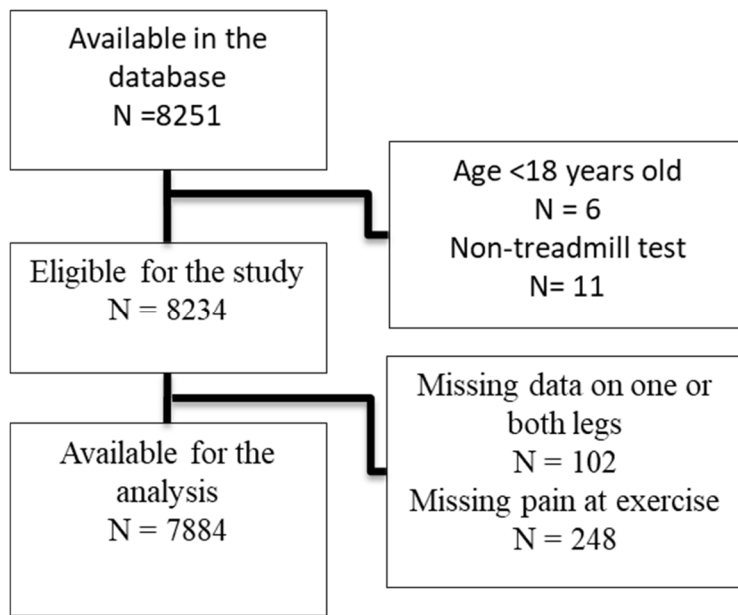 Available in the
database
N =8251
Age <18 years old
N = 6
Non-treadmill test
N= 11
Eligible for the study
N = 8234
Missing data on one or
both legs
N = 102
Missing pain at exercise
N = 248
Available for the
analysis
N = 7884